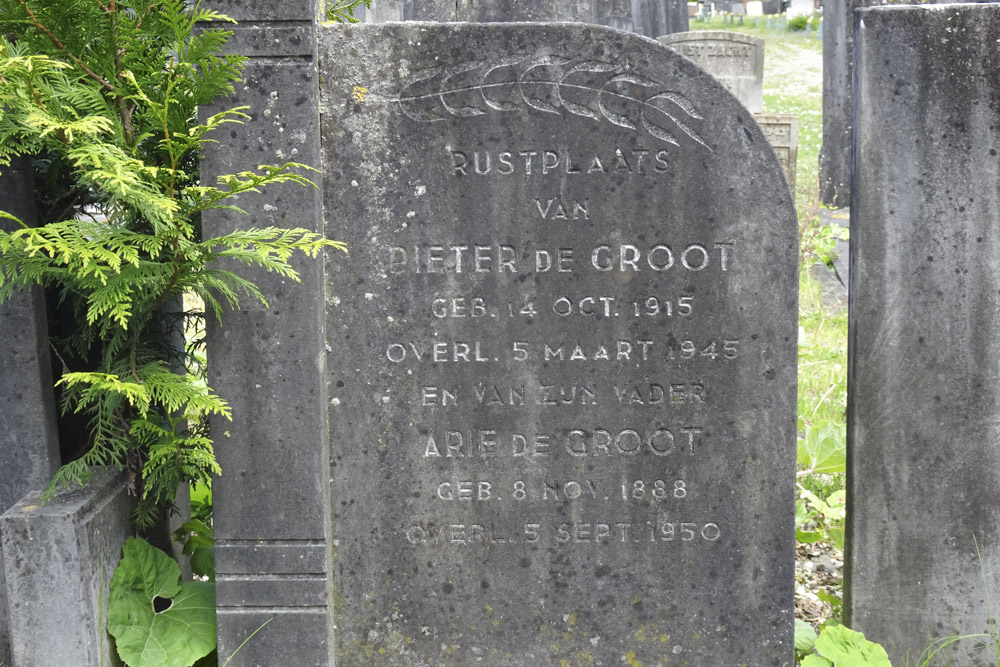 RUSTPLAATS
VAN
PIETER DE GROOT
GEB. 14 OCT. 1915
OVERL. 5 MAART 1945
EN VAN ZIJN VADER
ARIE DE GROOT
GEB. 8 NOV. 1888
OVERL. 5 SEPT. 1950